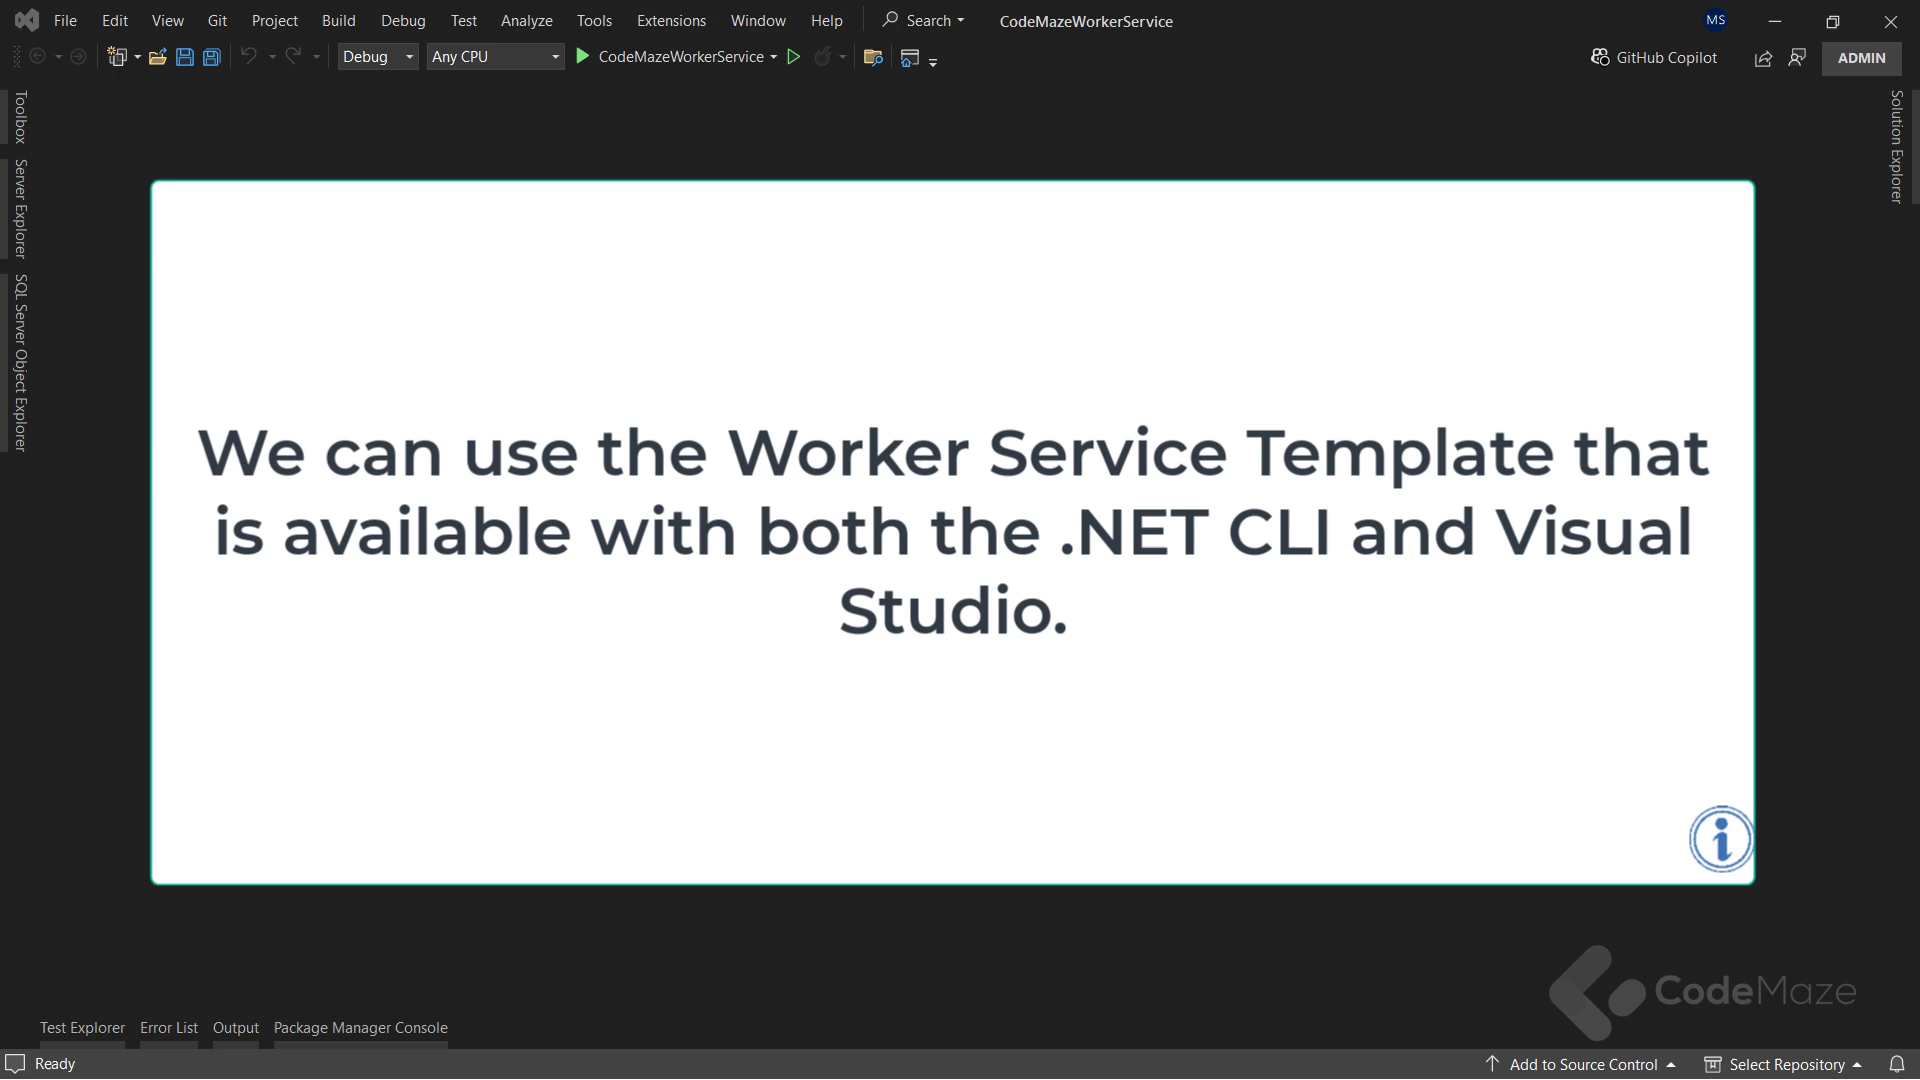 File Edit View Git Project Build Debug Test Analyze Tools Extensions Window Help Search CodeMazeWorkerService MS
Debug Any CPU CodeMazeWorkerService GitHub Copilot ADMIN
Toolbox
Server Explorer
SQL Server Object Explorer
Solution Explorer
We can use the Worker Service Template that
is available with both the .NET CLI and Visual
Studio.
CodeMaze
Test Explorer Error List Output Package Manager Console
Ready Add to Source Control Select Repository